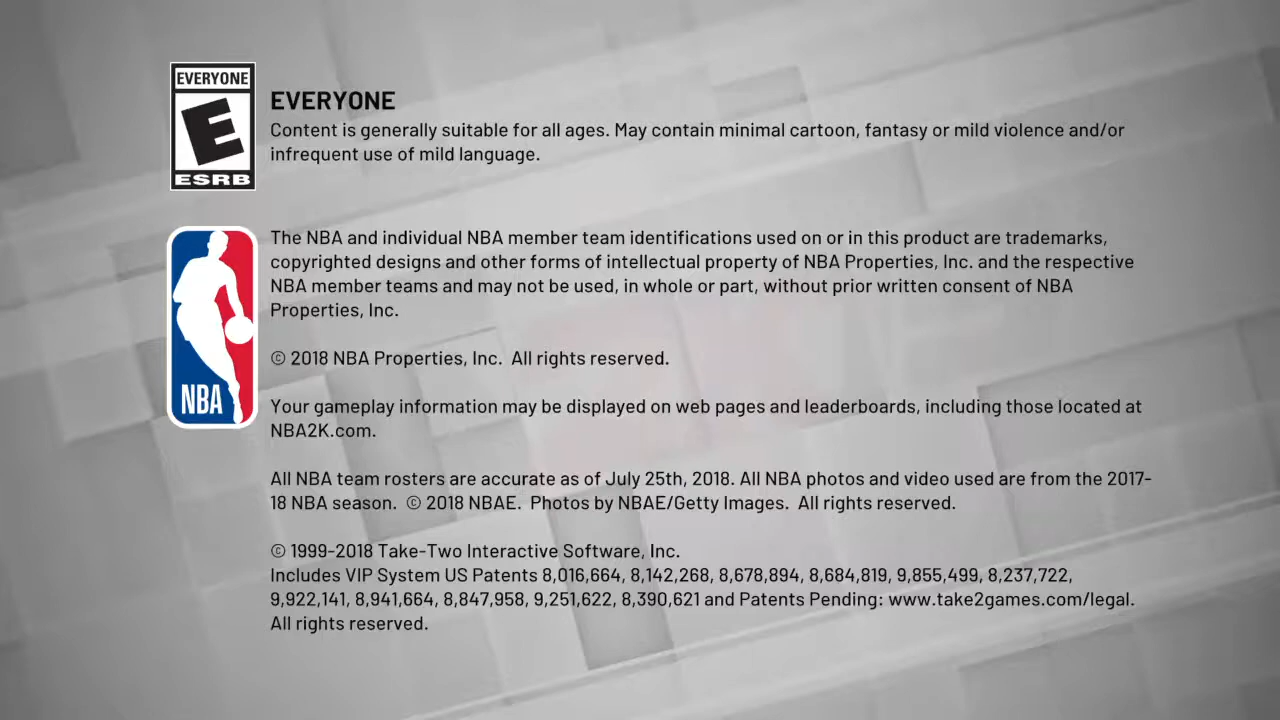 EVERYONE
E
ESRB
EVERYONE
Content is generally suitable for all ages. May contain minimal cartoon, fantasy or mild violence and/or
infrequent use of mild language.
NBA
The NBA and individual NBA member team identifications used on or in this product are trademarks,
copyrighted designs and other forms of intellectual property of NBA Properties, Inc. and the respective
NBA member teams and may not be used, in whole or part, without prior written consent of NBA
Properties, Inc.
© 2018 NBA Properties, Inc.  All rights reserved.
Your gameplay information may be displayed on web pages and leaderboards, including those located at
NBA2K.com.
All NBA team rosters are accurate as of July 25th, 2018. All NBA photos and video used are from the 2017-
18 NBA season.  © 2018 NBAE.  Photos by NBAE/Getty Images.  All rights reserved.
© 1999-2018 Take-Two Interactive Software, Inc.
Includes VIP System US Patents 8,016,664, 8,142,268, 8,678,894, 8,684,819, 9,855,499, 8,237,722,
9,922,141, 8,941,664, 8,847,958, 9,251,622, 8,390,621 and Patents Pending: www.take2games.com/legal.
All rights reserved.